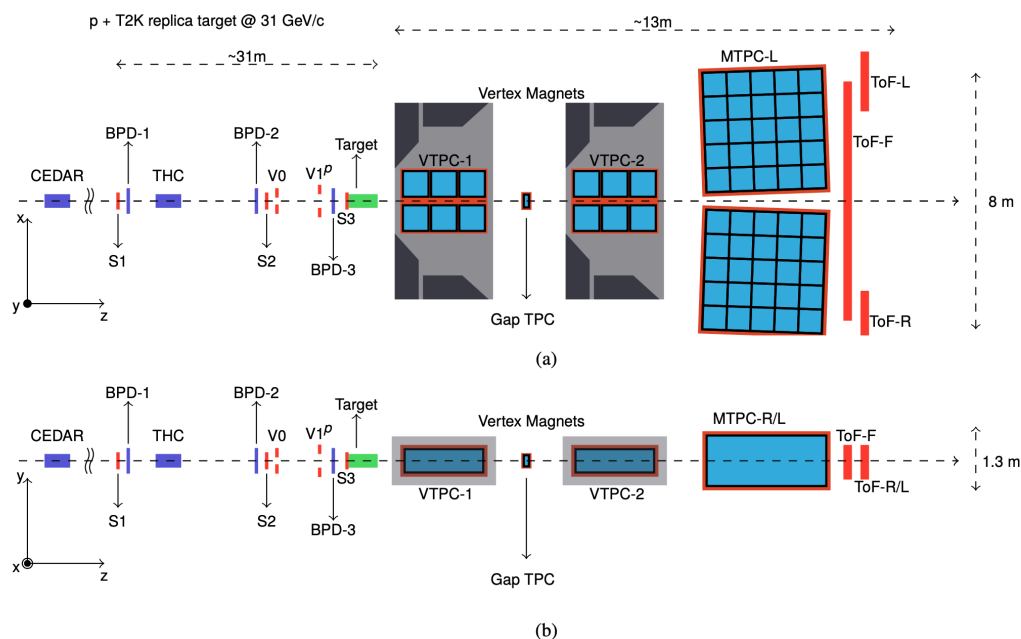 p + T2K replica target @ 31 GeV/c
~13m
~31m
MTPC-L
ToF-L
Vertex Magnets
BPD-1
BPD-2
Target
ToF-F
CEDAR
THC
V0
V1p
VTPC-1
VTPC-2
x
S3
8 m
S1
S2
BPD-3
y
z
Gap TPC
ToF-R
(a)
BPD-1
BPD-2
Target
Vertex Magnets
MTPC-R/L
CEDAR
THC
V0
V1p
ToF-F
y
S3
1.3 m
VTPC-1
VTPC-2
ToF-R/L
S1
S2
BPD-3
x
z
Gap TPC
(b)